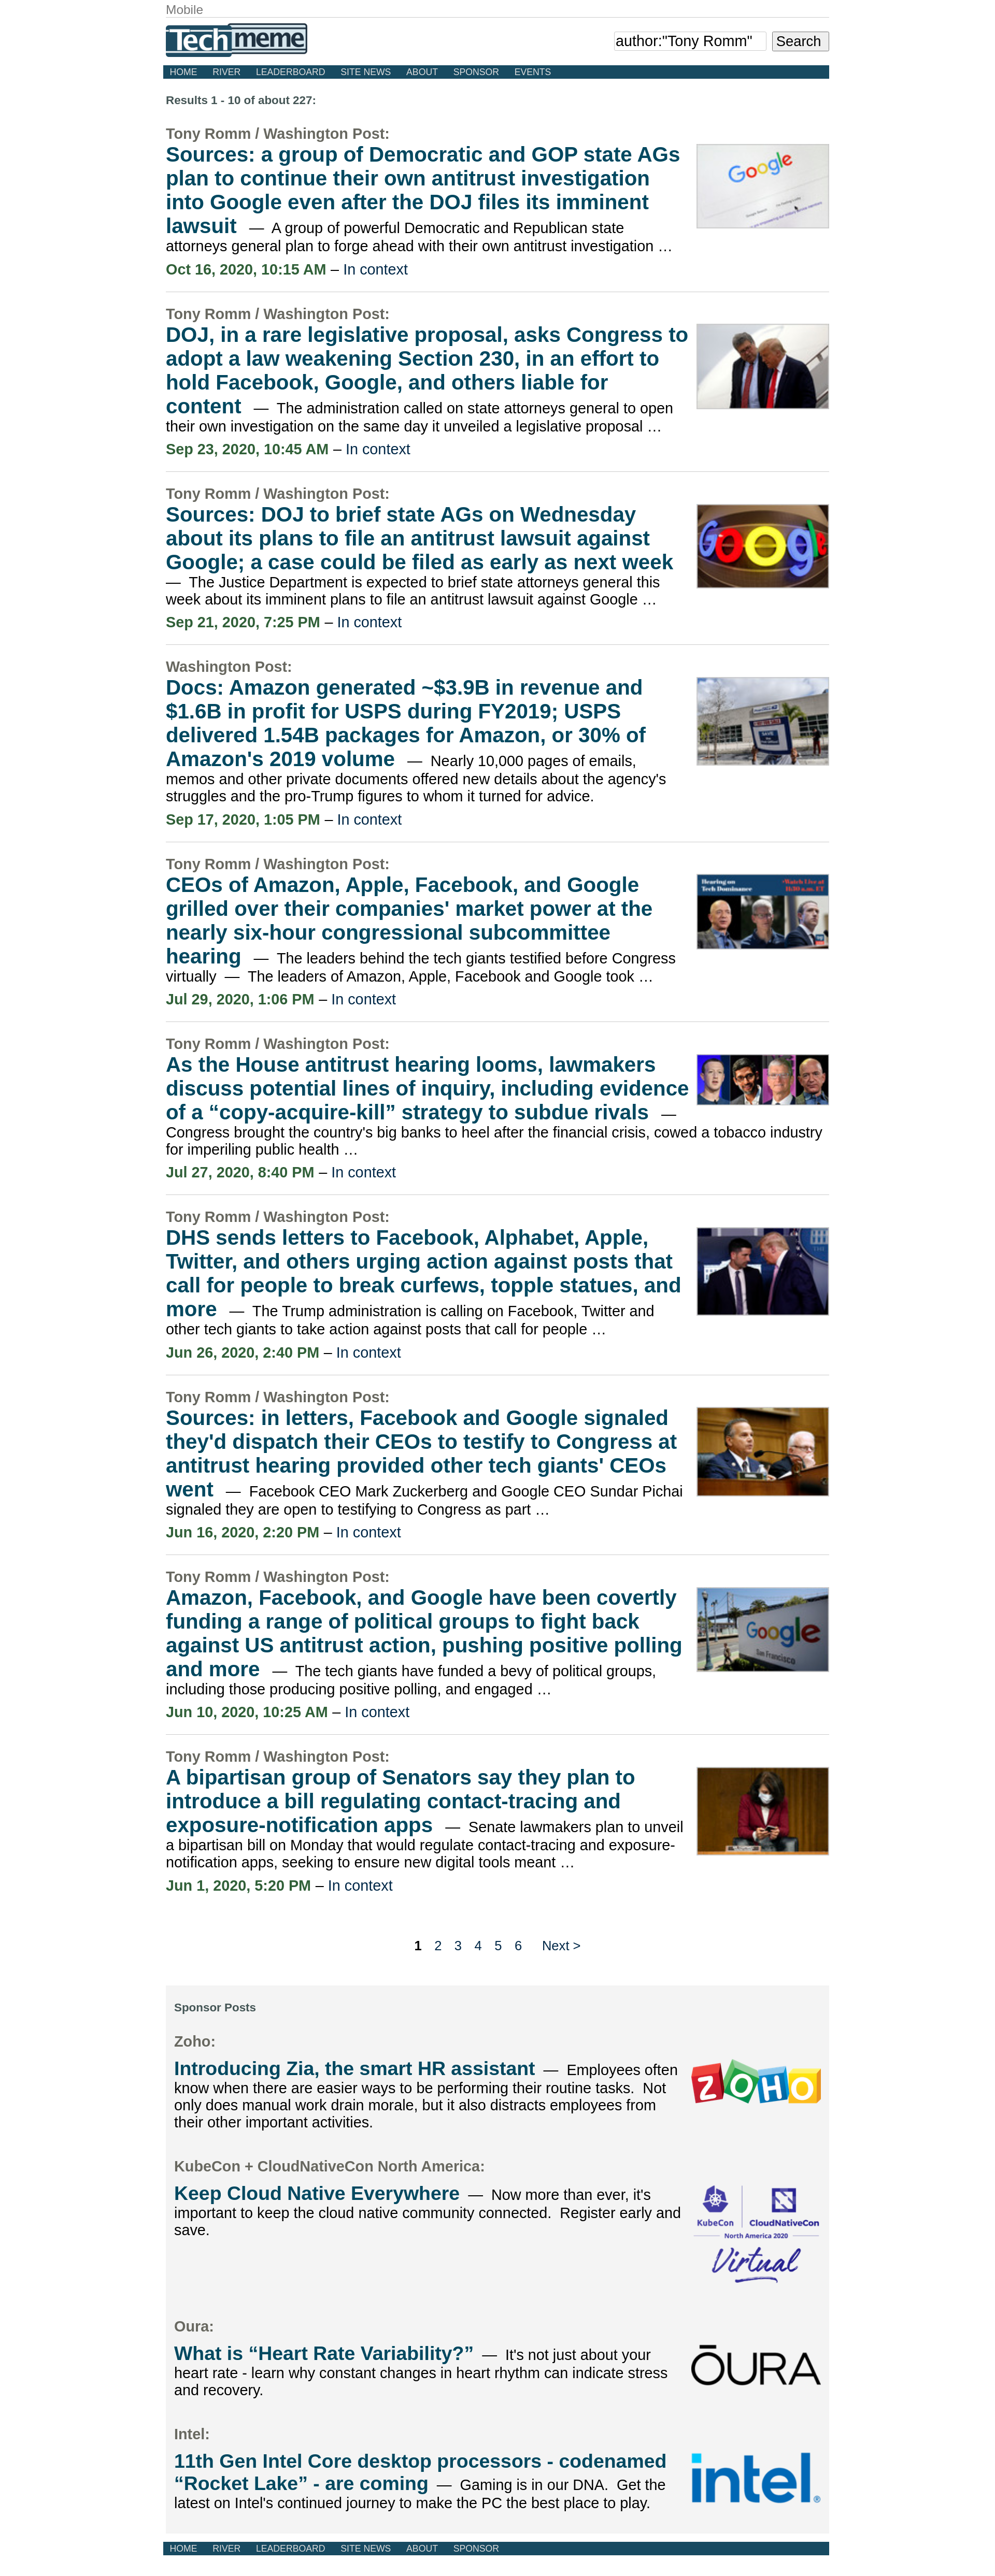 Mobile
Techmeme
author:"Tony Romm" Search
HOME RIVER LEADERBOARD SITE NEWS ABOUT SPONSOR EVENTS
Results 1 - 10 of about 227:
Tony Romm / Washington Post:
Sources: a group of Democratic and GOP state AGs
plan to continue their own antitrust investigation
into Google even after the DOJ files its imminent
lawsuit — A group of powerful Democratic and Republican state
attorneys general plan to forge ahead with their own antitrust investigation …
Oct 16, 2020, 10:15 AM – In context
Google
Tony Romm / Washington Post:
DOJ, in a rare legislative proposal, asks Congress to
adopt a law weakening Section 230, in an effort to
hold Facebook, Google, and others liable for
content — The administration called on state attorneys general to open
their own investigation on the same day it unveiled a legislative proposal …
Sep 23, 2020, 10:45 AM – In context
Tony Romm / Washington Post:
Sources: DOJ to brief state AGs on Wednesday
about its plans to file an antitrust lawsuit against
Google; a case could be filed as early as next week
— The Justice Department is expected to brief state attorneys general this
week about its imminent plans to file an antitrust lawsuit against Google …
Sep 21, 2020, 7:25 PM – In context
Google
Washington Post:
Docs: Amazon generated ~$3.9B in revenue and
$1.6B in profit for USPS during FY2019; USPS
delivered 1.54B packages for Amazon, or 30% of
Amazon's 2019 volume — Nearly 10,000 pages of emails,
memos and other private documents offered new details about the agency's
struggles and the pro-Trump figures to whom it turned for advice.
Sep 17, 2020, 1:05 PM – In context
Tony Romm / Washington Post:
CEOs of Amazon, Apple, Facebook, and Google
grilled over their companies' market power at the
nearly six-hour congressional subcommittee
hearing — The leaders behind the tech giants testified before Congress
virtually — The leaders of Amazon, Apple, Facebook and Google took …
Jul 29, 2020, 1:06 PM – In context
Hearing on
Tech Dominance
Watch Live at
Tony Romm / Washington Post:
As the House antitrust hearing looms, lawmakers
discuss potential lines of inquiry, including evidence
of a “copy-acquire-kill” strategy to subdue rivals —
Congress brought the country's big banks to heel after the financial crisis, cowed a tobacco industry
for imperiling public health …
Jul 27, 2020, 8:40 PM – In context
Tony Romm / Washington Post:
DHS sends letters to Facebook, Alphabet, Apple,
Twitter, and others urging action against posts that
call for people to break curfews, topple statues, and
more — The Trump administration is calling on Facebook, Twitter and
other tech giants to take action against posts that call for people …
Jun 26, 2020, 2:40 PM – In context
Tony Romm / Washington Post:
Sources: in letters, Facebook and Google signaled
they'd dispatch their CEOs to testify to Congress at
antitrust hearing provided other tech giants' CEOs
went — Facebook CEO Mark Zuckerberg and Google CEO Sundar Pichai
signaled they are open to testifying to Congress as part …
Jun 16, 2020, 2:20 PM – In context
Tony Romm / Washington Post:
Amazon, Facebook, and Google have been covertly
funding a range of political groups to fight back
against US antitrust action, pushing positive polling
and more — The tech giants have funded a bevy of political groups,
including those producing positive polling, and engaged …
Jun 10, 2020, 10:25 AM – In context
Google
San Francisco
Tony Romm / Washington Post:
A bipartisan group of Senators say they plan to
introduce a bill regulating contact-tracing and
exposure-notification apps — Senate lawmakers plan to unveil
a bipartisan bill on Monday that would regulate contact-tracing and exposure-
notification apps, seeking to ensure new digital tools meant …
Jun 1, 2020, 5:20 PM – In context
1 2 3 4 5 6 Next >
Sponsor Posts
Zoho:
Introducing Zia, the smart HR assistant — Employees often
know when there are easier ways to be performing their routine tasks. Not
only does manual work drain morale, but it also distracts employees from
their other important activities.
ZOHO
KubeCon + CloudNativeCon North America:
Keep Cloud Native Everywhere — Now more than ever, it's
important to keep the cloud native community connected. Register early and
save.
KubeCon CloudNativeCon
North America 2020
Virtual
Oura:
What is “Heart Rate Variability?” — It's not just about your
heart rate - learn why constant changes in heart rhythm can indicate stress
and recovery.
ŌURA
Intel:
11th Gen Intel Core desktop processors - codenamed
“Rocket Lake” - are coming — Gaming is in our DNA. Get the
latest on Intel's continued journey to make the PC the best place to play.
intel®
HOME RIVER LEADERBOARD SITE NEWS ABOUT SPONSOR